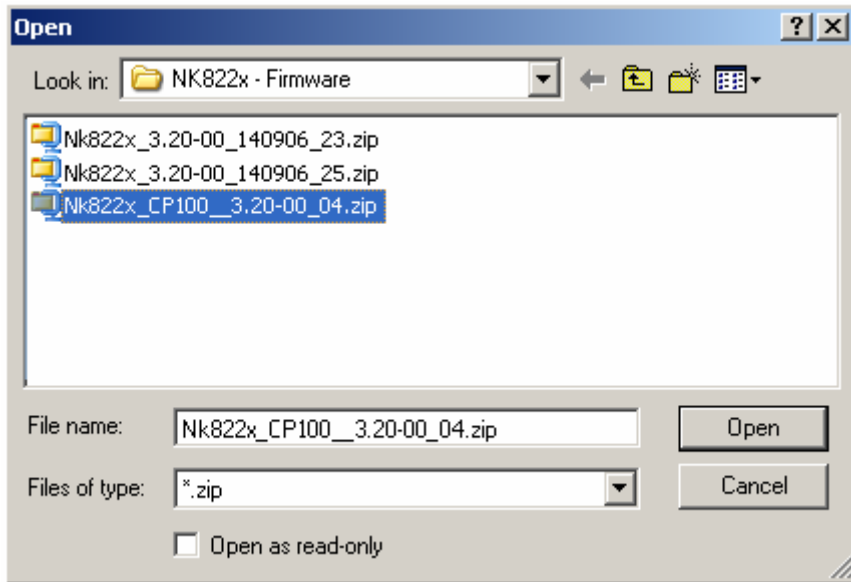 Open
Look in: NK822x - Firmware
Nk822x_3.20-00_140906_23.zip
Nk822x_3.20-00_140906_25.zip
Nk822x_CP100__3.20-00_04.zip
File name: Nk822x_CP100__3.20-00_04.zip Open
Files of type: *.zip Cancel
Open as read-only